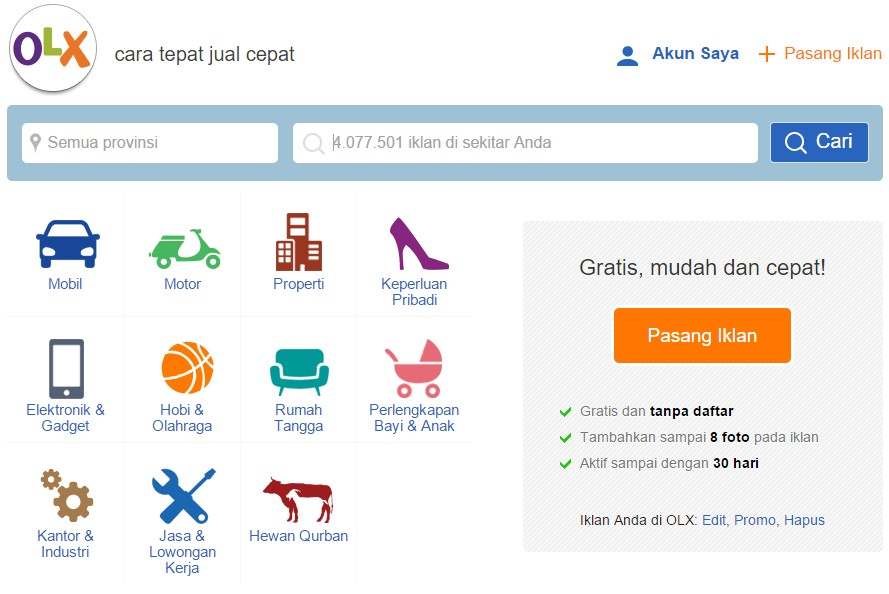 OLX
cara tepat jual cepat
Akun Saya
Pasang Iklan
Semua provinsi
4.077.501 iklan di sekitar Anda
Cari
Mobil
Motor
Properti
Keperluan
Pribadi
Elektronik &
Gadget
Hobi &
Olahraga
Rumah
Tangga
Perlengkapan
Bayi & Anak
Kantor &
Industri
Jasa &
Lowongan
Kerja
Hewan Qurban
Gratis, mudah dan cepat!
Pasang Iklan
Gratis dan tanpa daftar
Tambahkan sampai 8 foto pada iklan
Aktif sampai dengan 30 hari
Iklan Anda di OLX: Edit, Promo, Hapus